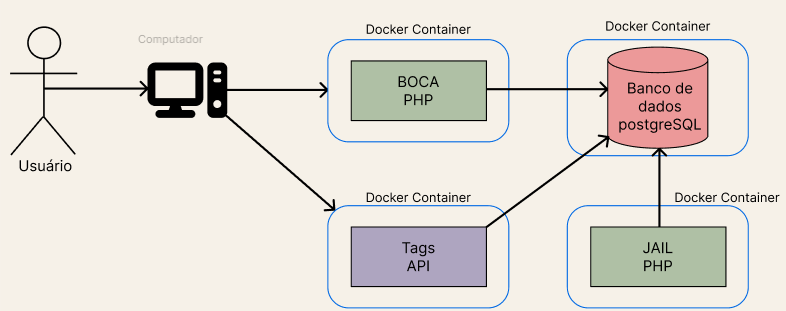 Docker Container
Docker Container
Computador
BOCA
PHP
Banco de
dados
postgreSQL
Usuário
Docker Container
Docker Container
Tags
API
JAIL
PHP